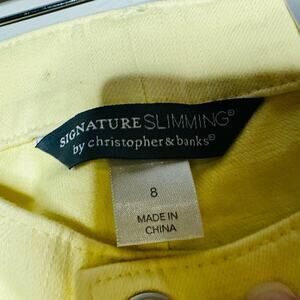 SIGNATURE SLIMMING®
by christopher & banks®
8
MADE IN
CHINA